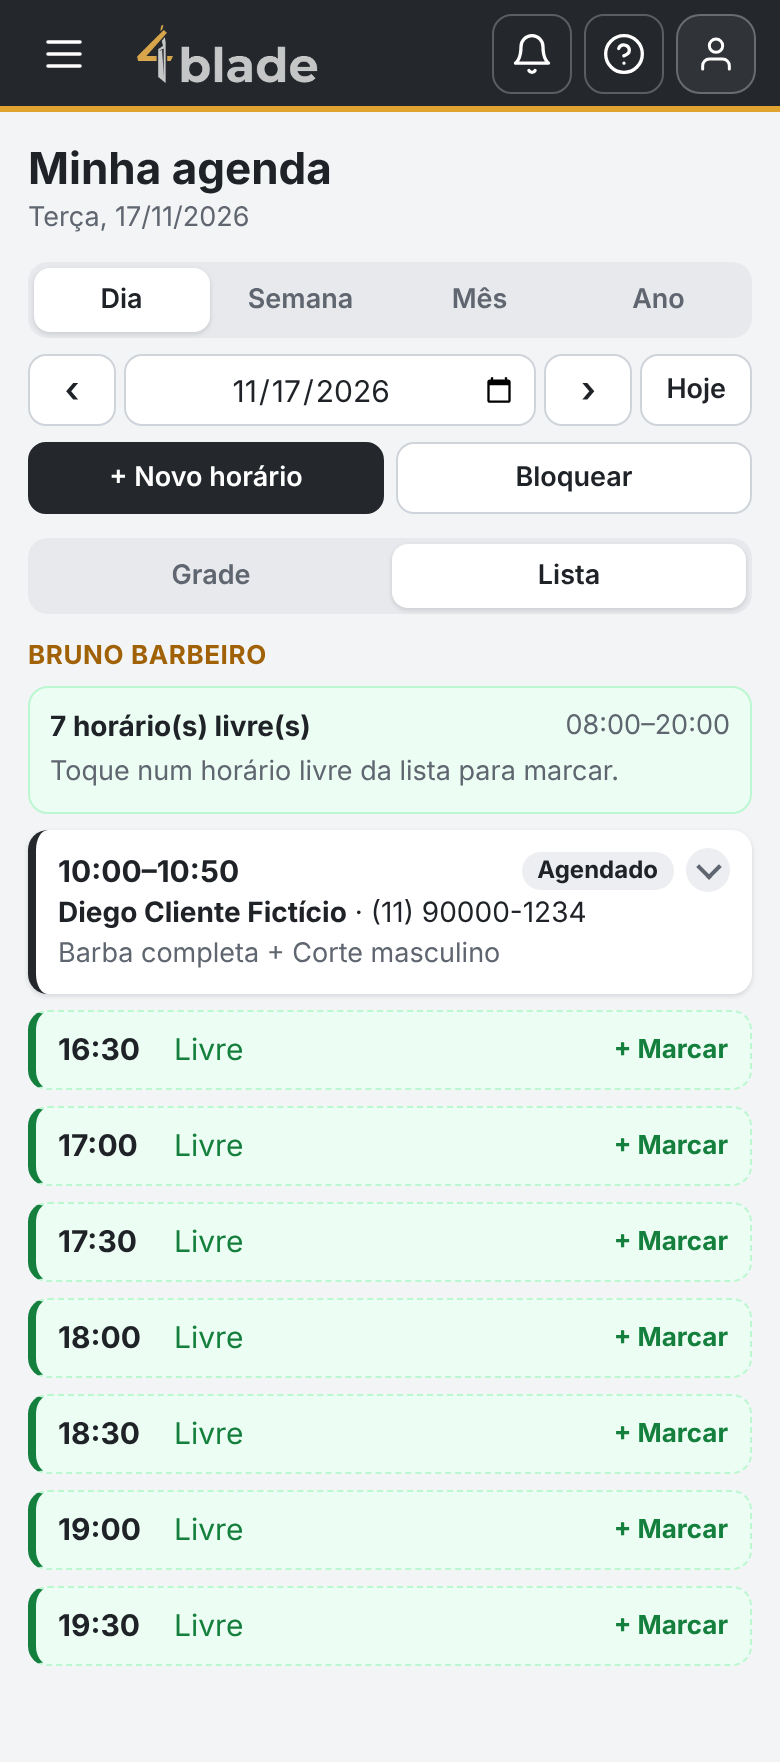 4blade
Minha agenda
Terça, 17/11/2026
Dia Semana Mês Ano
‹ 11/17/2026 › Hoje
+ Novo horário Bloquear
Grade Lista
BRUNO BARBEIRO
7 horário(s) livre(s) 08:00–20:00
Toque num horário livre da lista para marcar.
10:00–10:50 Agendado
Diego Cliente Fictício · (11) 90000-1234
Barba completa + Corte masculino
16:30 Livre + Marcar
17:00 Livre + Marcar
17:30 Livre + Marcar
18:00 Livre + Marcar
18:30 Livre + Marcar
19:00 Livre + Marcar
19:30 Livre + Marcar